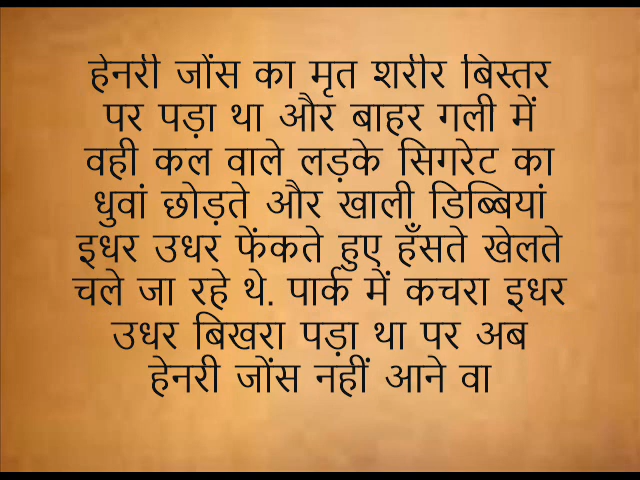 हेनरी जोंस का मृत शरीर बिस्तर
पर पड़ा था और बाहर गली में
वही कल वाले लड़के सिगरेट का
धुवां छोड़ते और खाली डिब्बियां
इधर उधर फेंकते हुए हँसते खेलते
चले जा रहे थे. पार्क में कचरा इधर
उधर बिखरा पड़ा था पर अब
हेनरी जोंस नहीं आने वा